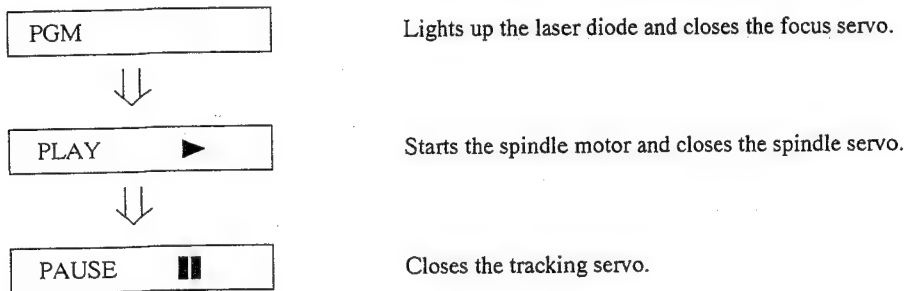 PGM Lights up the laser diode and closes the focus servo.
PLAY ▶ Starts the spindle motor and closes the spindle servo.
PAUSE ⏸ Closes the tracking servo.